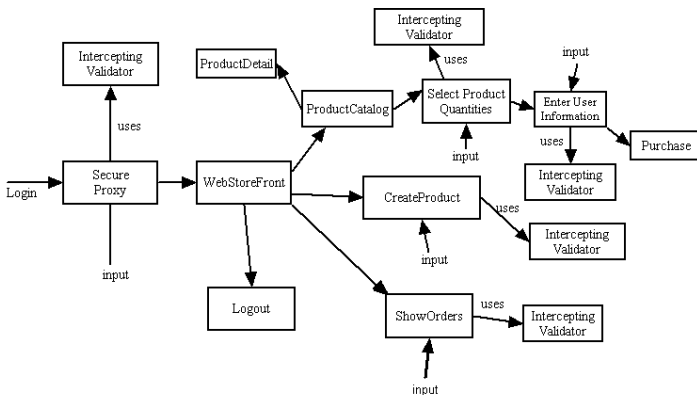 Intercepting
Validator
input
Intercepting
Validator
uses
ProductDetail
ProductCatalog
Select Product
Quantities
Enter User
Information
uses
input
uses
Purchase
Login
Secure
Proxy
WebStoreFront
Intercepting
Validator
CreateProduct
uses
input
input
Intercepting
Validator
Logout
ShowOrders
uses
Intercepting
Validator
input